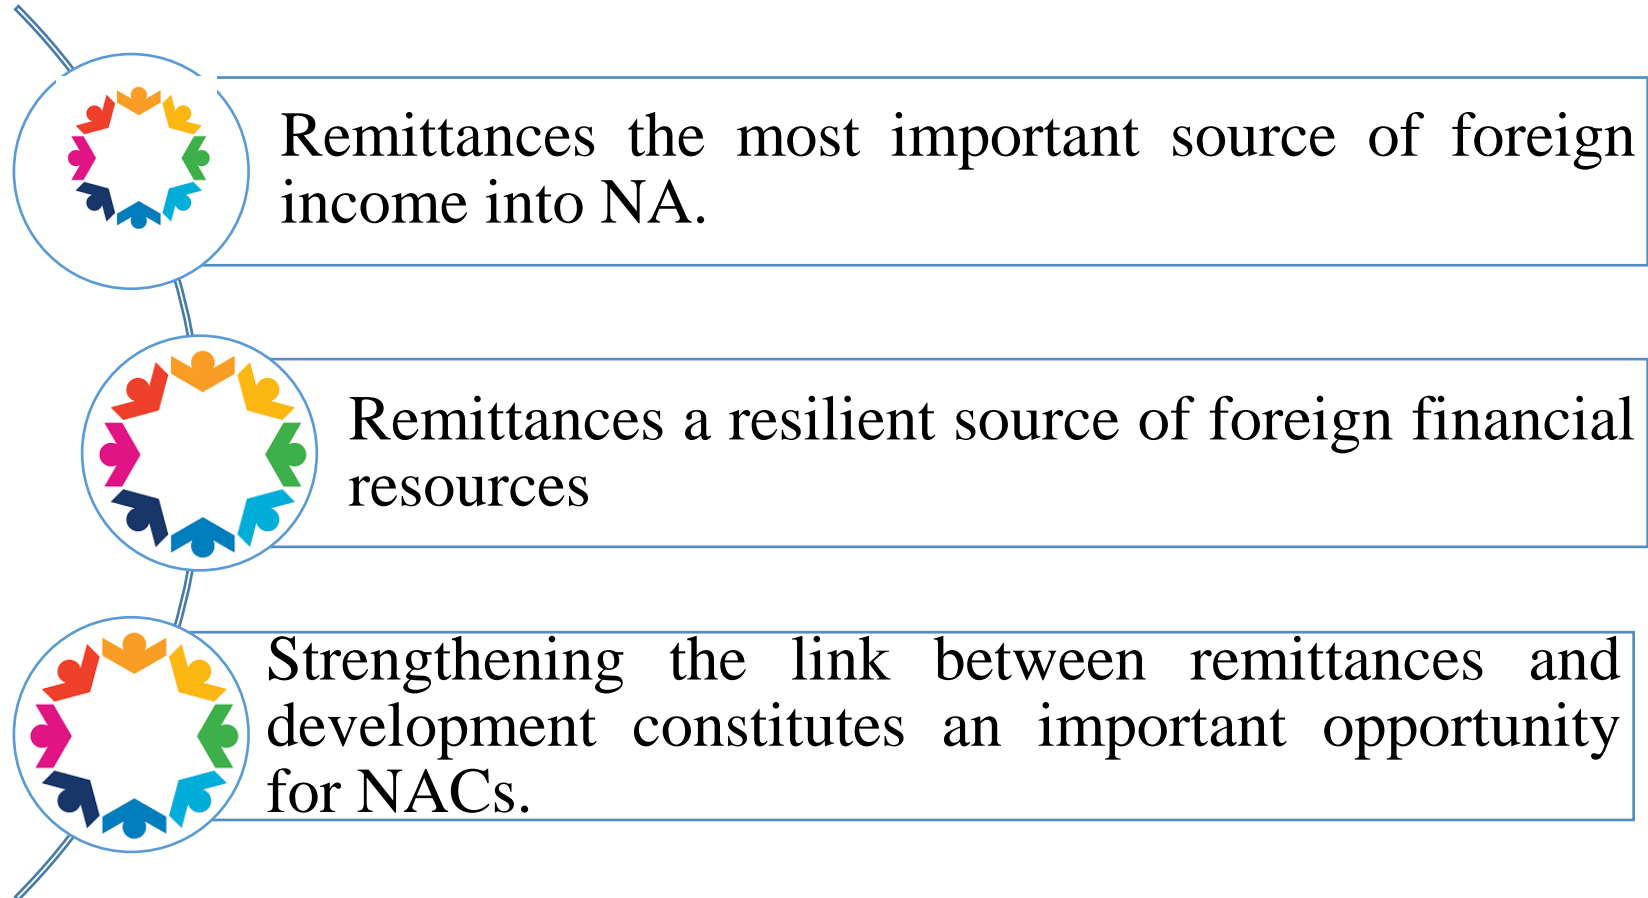 Remittances the most important source of foreign
income into NA.
Remittances a resilient source of foreign financial
resources
Strengthening the link between remittances and
development constitutes an important opportunity
for NACs.